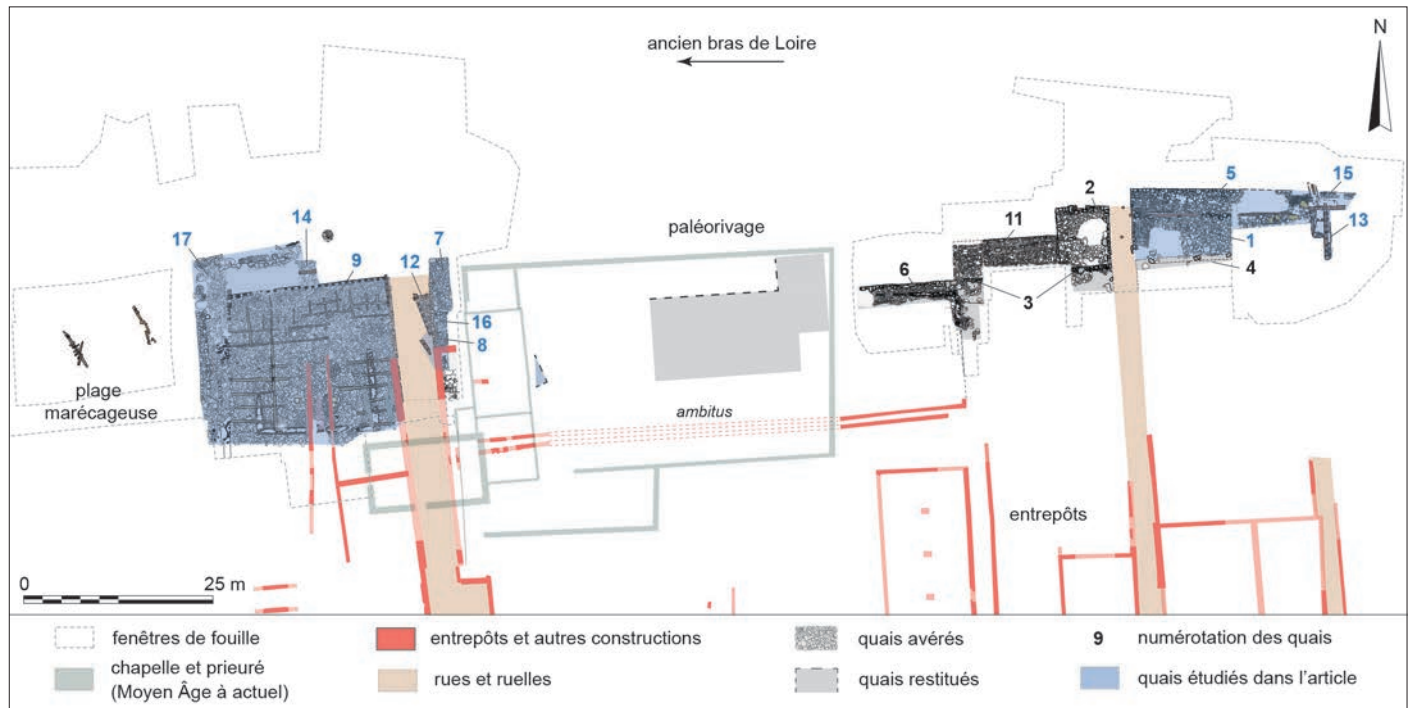 ancien bras de Loire
N
2
5
15
14
17
9
7
12
paléorivage
11
13
1
4
6
3
16
8
plage
marécageuse
ambitus
entrepôts
0 25 m
fenêtres de fouille
entrepôts et autres constructions
quais avérés
9 numérotation des quais
chapelle et prieuré
(Moyen Âge à actuel)
rues et ruelles
quais restitués
quais étudiés dans l'article